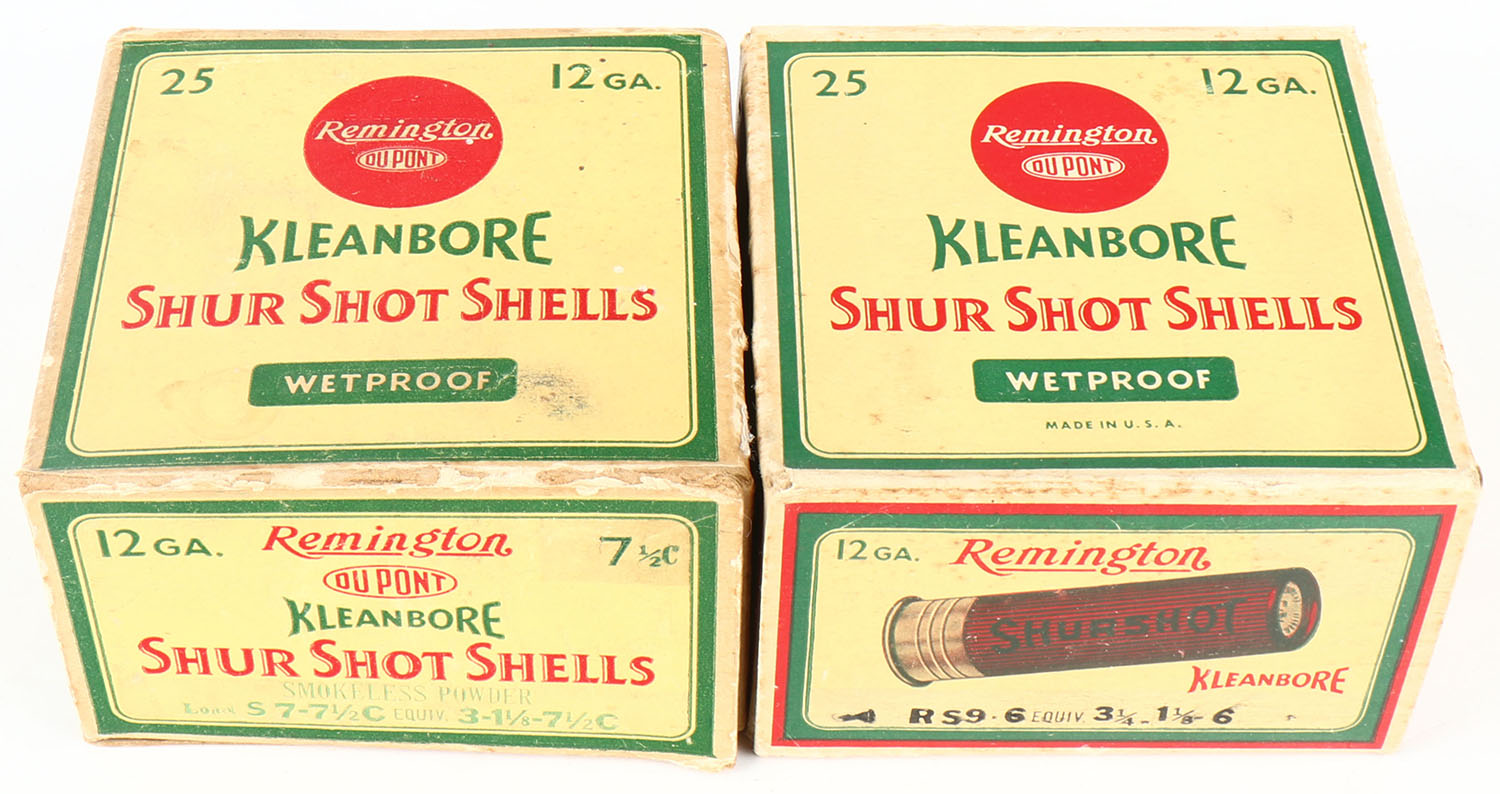 25 12 GA.
Remington
DU PONT
KLEANBORE
SHUR SHOT SHELLS
WETPROOF
12 GA. Remington 7 ½C
DU PONT
KLEANBORE
SHUR SHOT SHELLS
SMOKELESS POWDER
Load S 7-7½C EQUIV. 3-1⅛-7½C
25 12 GA.
Remington
DU PONT
KLEANBORE
SHUR SHOT SHELLS
WETPROOF
MADE IN U. S. A.
12 GA. Remington
SHURSHOT
KLEANBORE
RS9-6 EQUIV. 3¼-1⅛-6